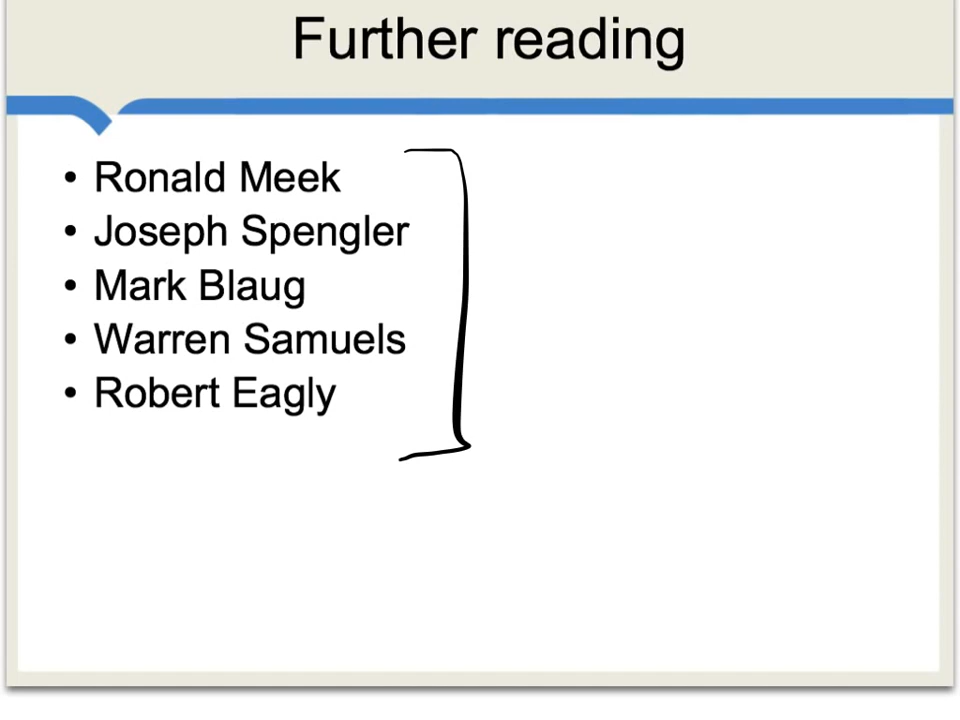 Further reading
• Ronald Meek
• Joseph Spengler
• Mark Blaug
• Warren Samuels
• Robert Eagly